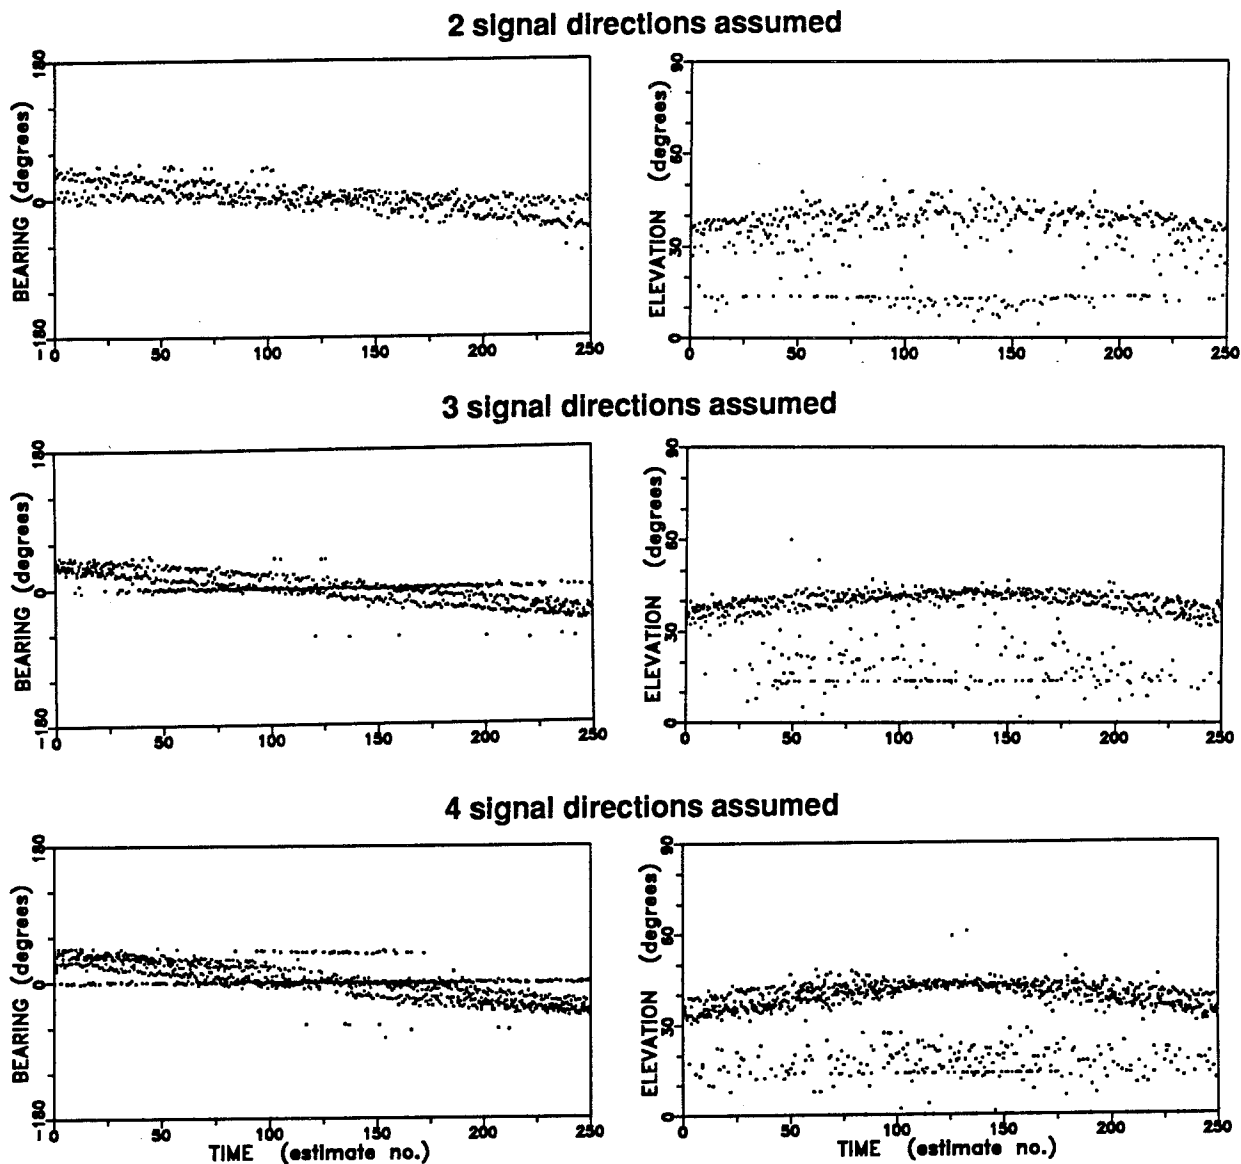 2 signal directions assumed
BEARING (degrees)
180
0
-180
0 50 100 150 200 250
ELEVATION (degrees)
90
60
30
0
0 50 100 150 200 250
3 signal directions assumed
BEARING (degrees)
180
0
-180
0 50 100 150 200 250
ELEVATION (degrees)
90
60
30
0
0 50 100 150 200 250
4 signal directions assumed
BEARING (degrees)
180
0
-180
0 50 100 150 200 250
TIME (estimate no.)
ELEVATION (degrees)
90
60
30
0
0 50 100 150 200 250
TIME (estimate no.)